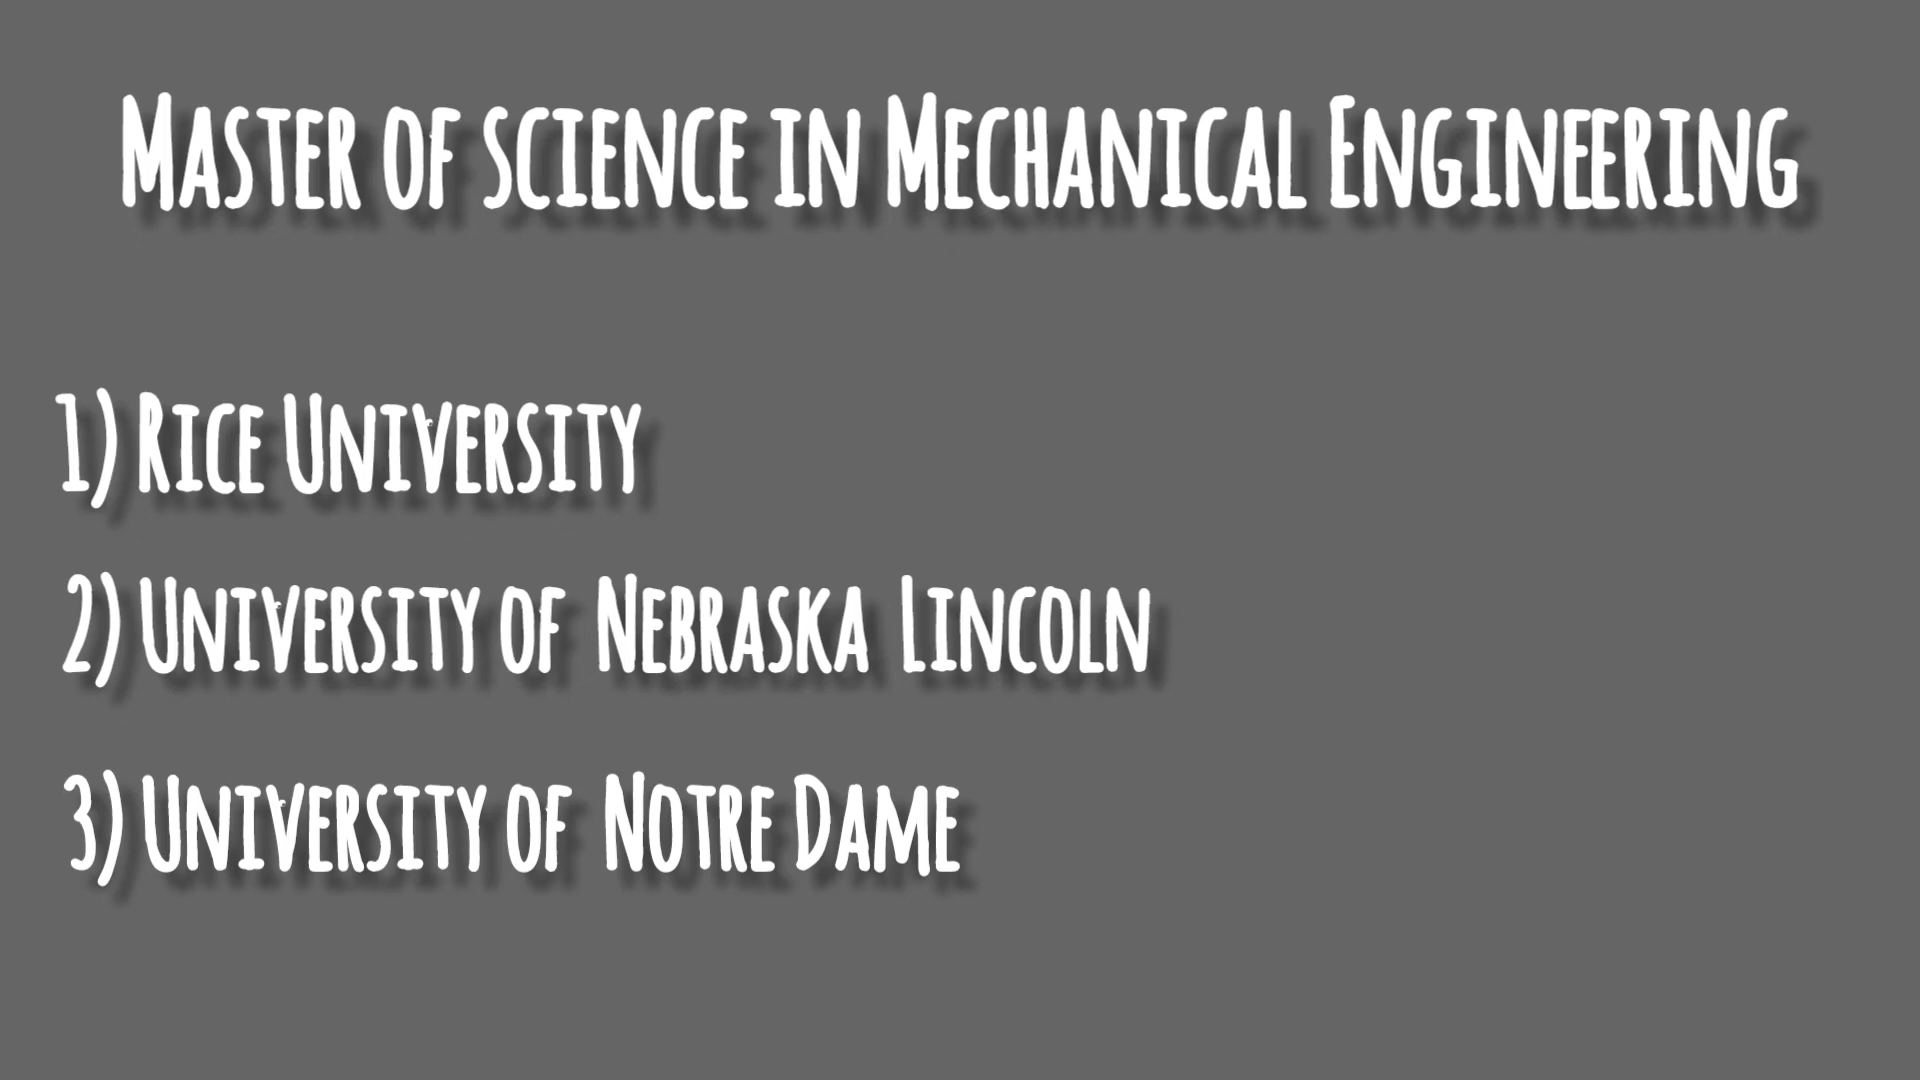 Master of science in Mechanical Engineering
1) Rice University
2) University of Nebraska Lincoln
3) University of Notre Dame